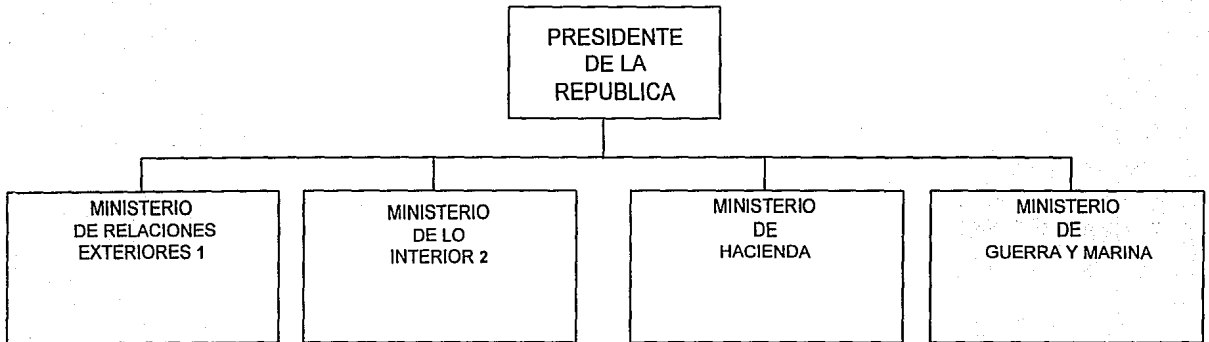 PRESIDENTE
DE LA
REPUBLICA
MINISTERIO
DE RELACIONES
EXTERIORES 1
MINISTERIO
DE LO
INTERIOR 2
MINISTERIO
DE
HACIENDA
MINISTERIO
DE
GUERRA Y MARINA